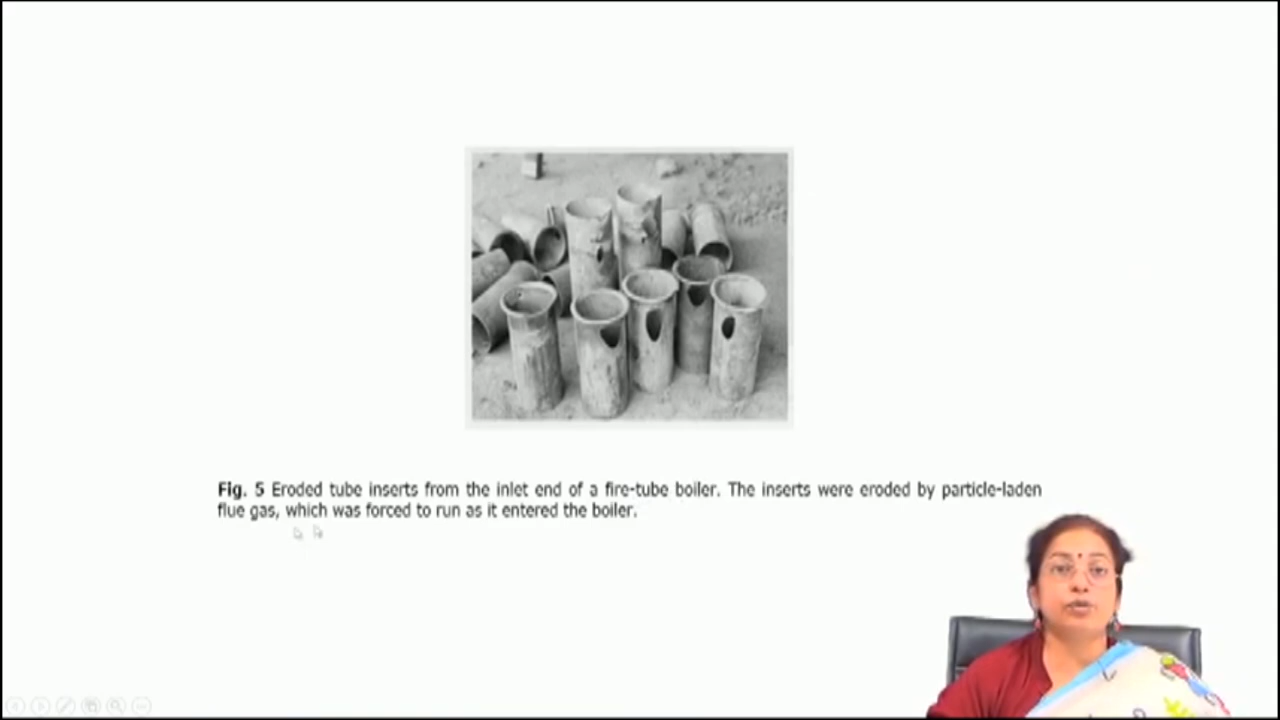 Fig. 5 Eroded tube inserts from the inlet end of a fire-tube boiler. The inserts were eroded by particle-laden
flue gas, which was forced to run as it entered the boiler.